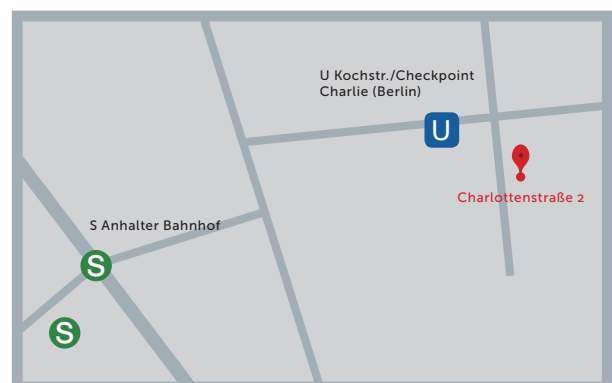 U Kochstr./Checkpoint
Charlie (Berlin)
U
Charlottenstraße 2
S Anhalter Bahnhof
S
S